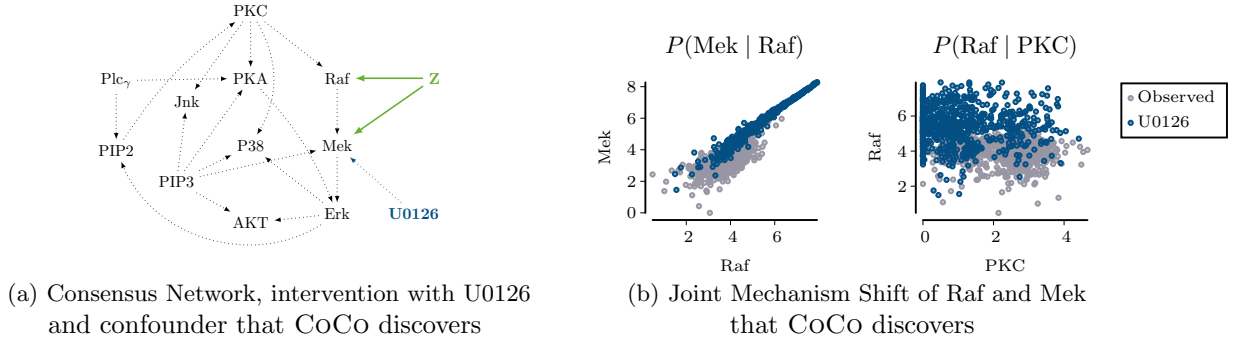 PKC
Plcγ
PKA
Raf
Z
Jnk
PIP2
P38
Mek
PIP3
AKT
Erk
U0126
(a) Consensus Network, intervention with U0126
and confounder that CoCo discovers
P(Mek | Raf)
Mek
8
6
4
2
0
2
4
6
Raf
P(Raf | PKC)
Raf
6
4
2
0
2
4
PKC
Observed
U0126
(b) Joint Mechanism Shift of Raf and Mek
that CoCo discovers